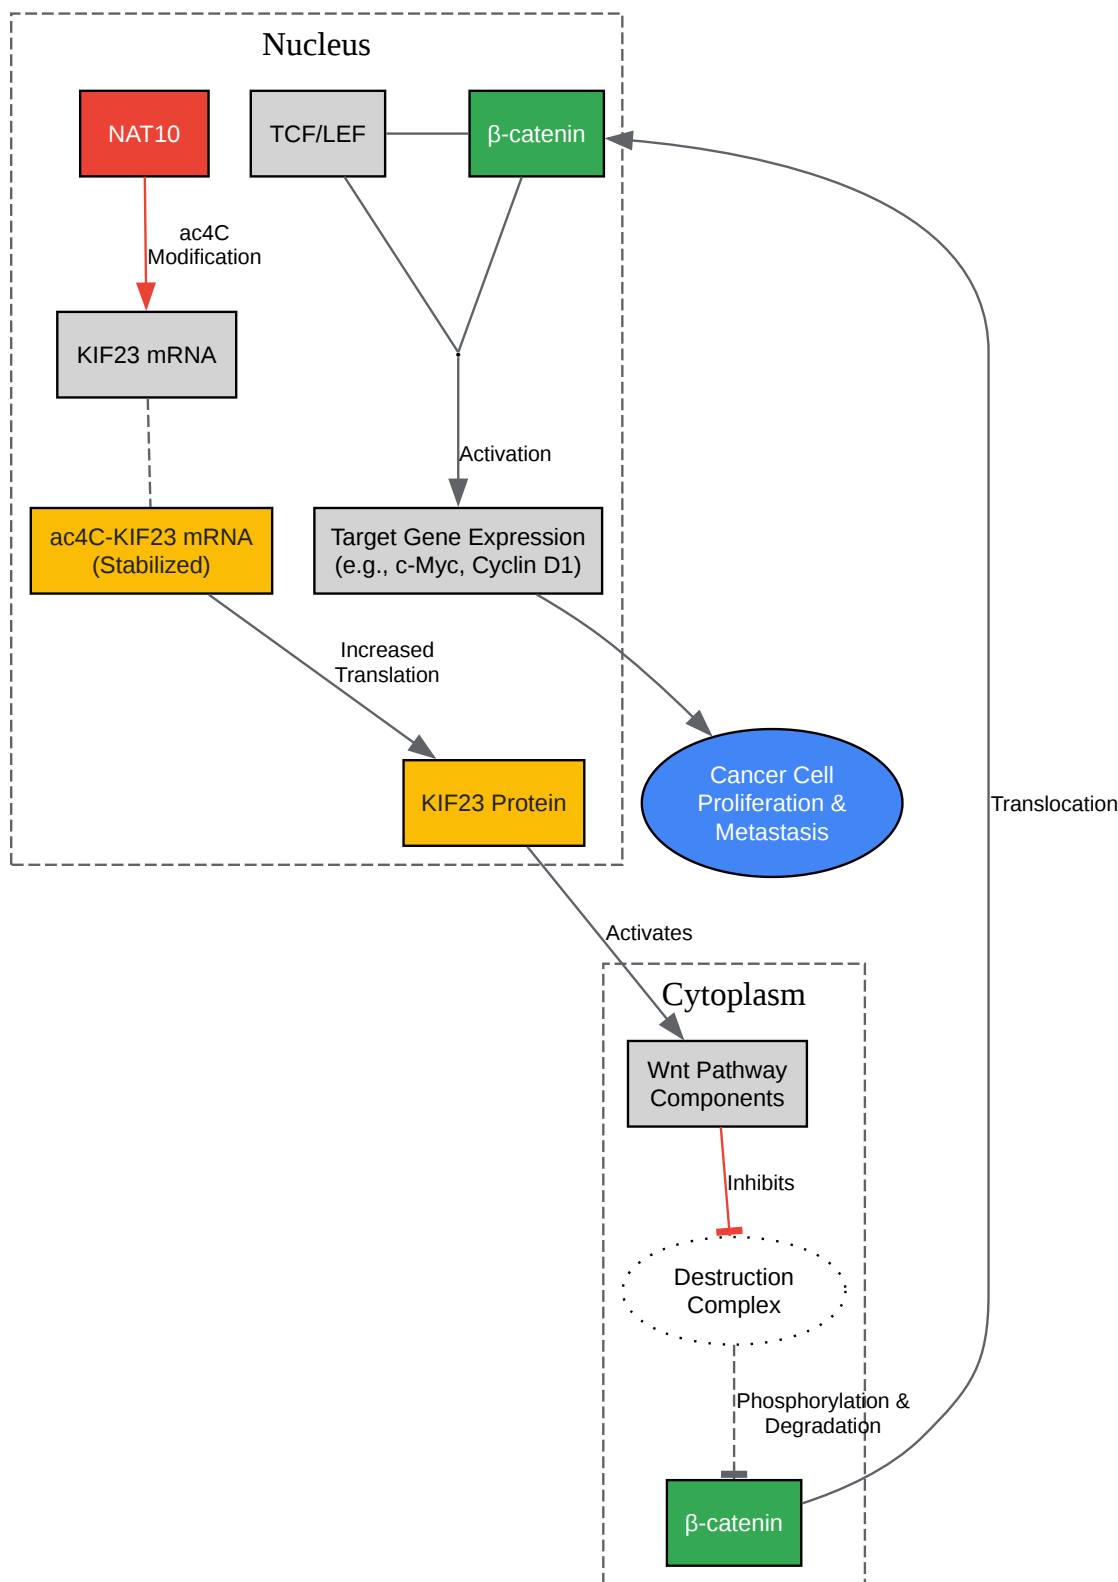 Nucleus
NAT10
TCF/LEF
β-catenin
ac4C
Modification
KIF23 mRNA
Activation
ac4C-KIF23 mRNA
(Stabilized)
Target Gene Expression
(e.g., c-Myc, Cyclin D1)
Increased
Translation
KIF23 Protein
Cancer Cell
Proliferation &
Metastasis
Translocation
Activates
Cytoplasm
Wnt Pathway
Components
Inhibits
Destruction
Complex
Phosphorylation &
Degradation
β-catenin